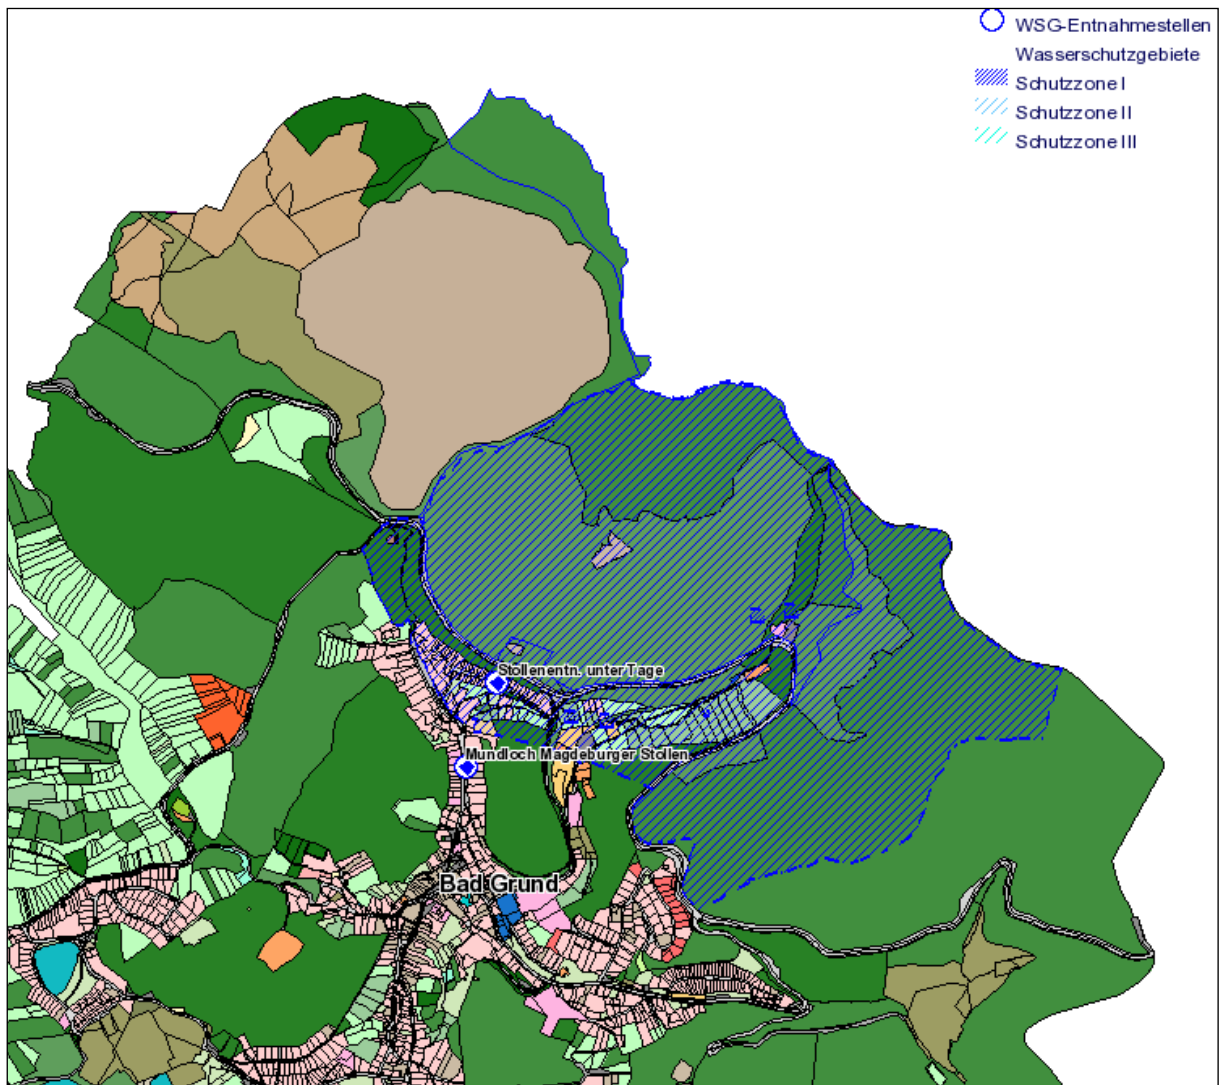 WSG-Entnahmestellen
Wasserschutzgebiete
Schutzzone I
Schutzzone II
Schutzzone III
Stollenentn. unter Tage
Mundloch Magdeburger Stollen
Bad Grund